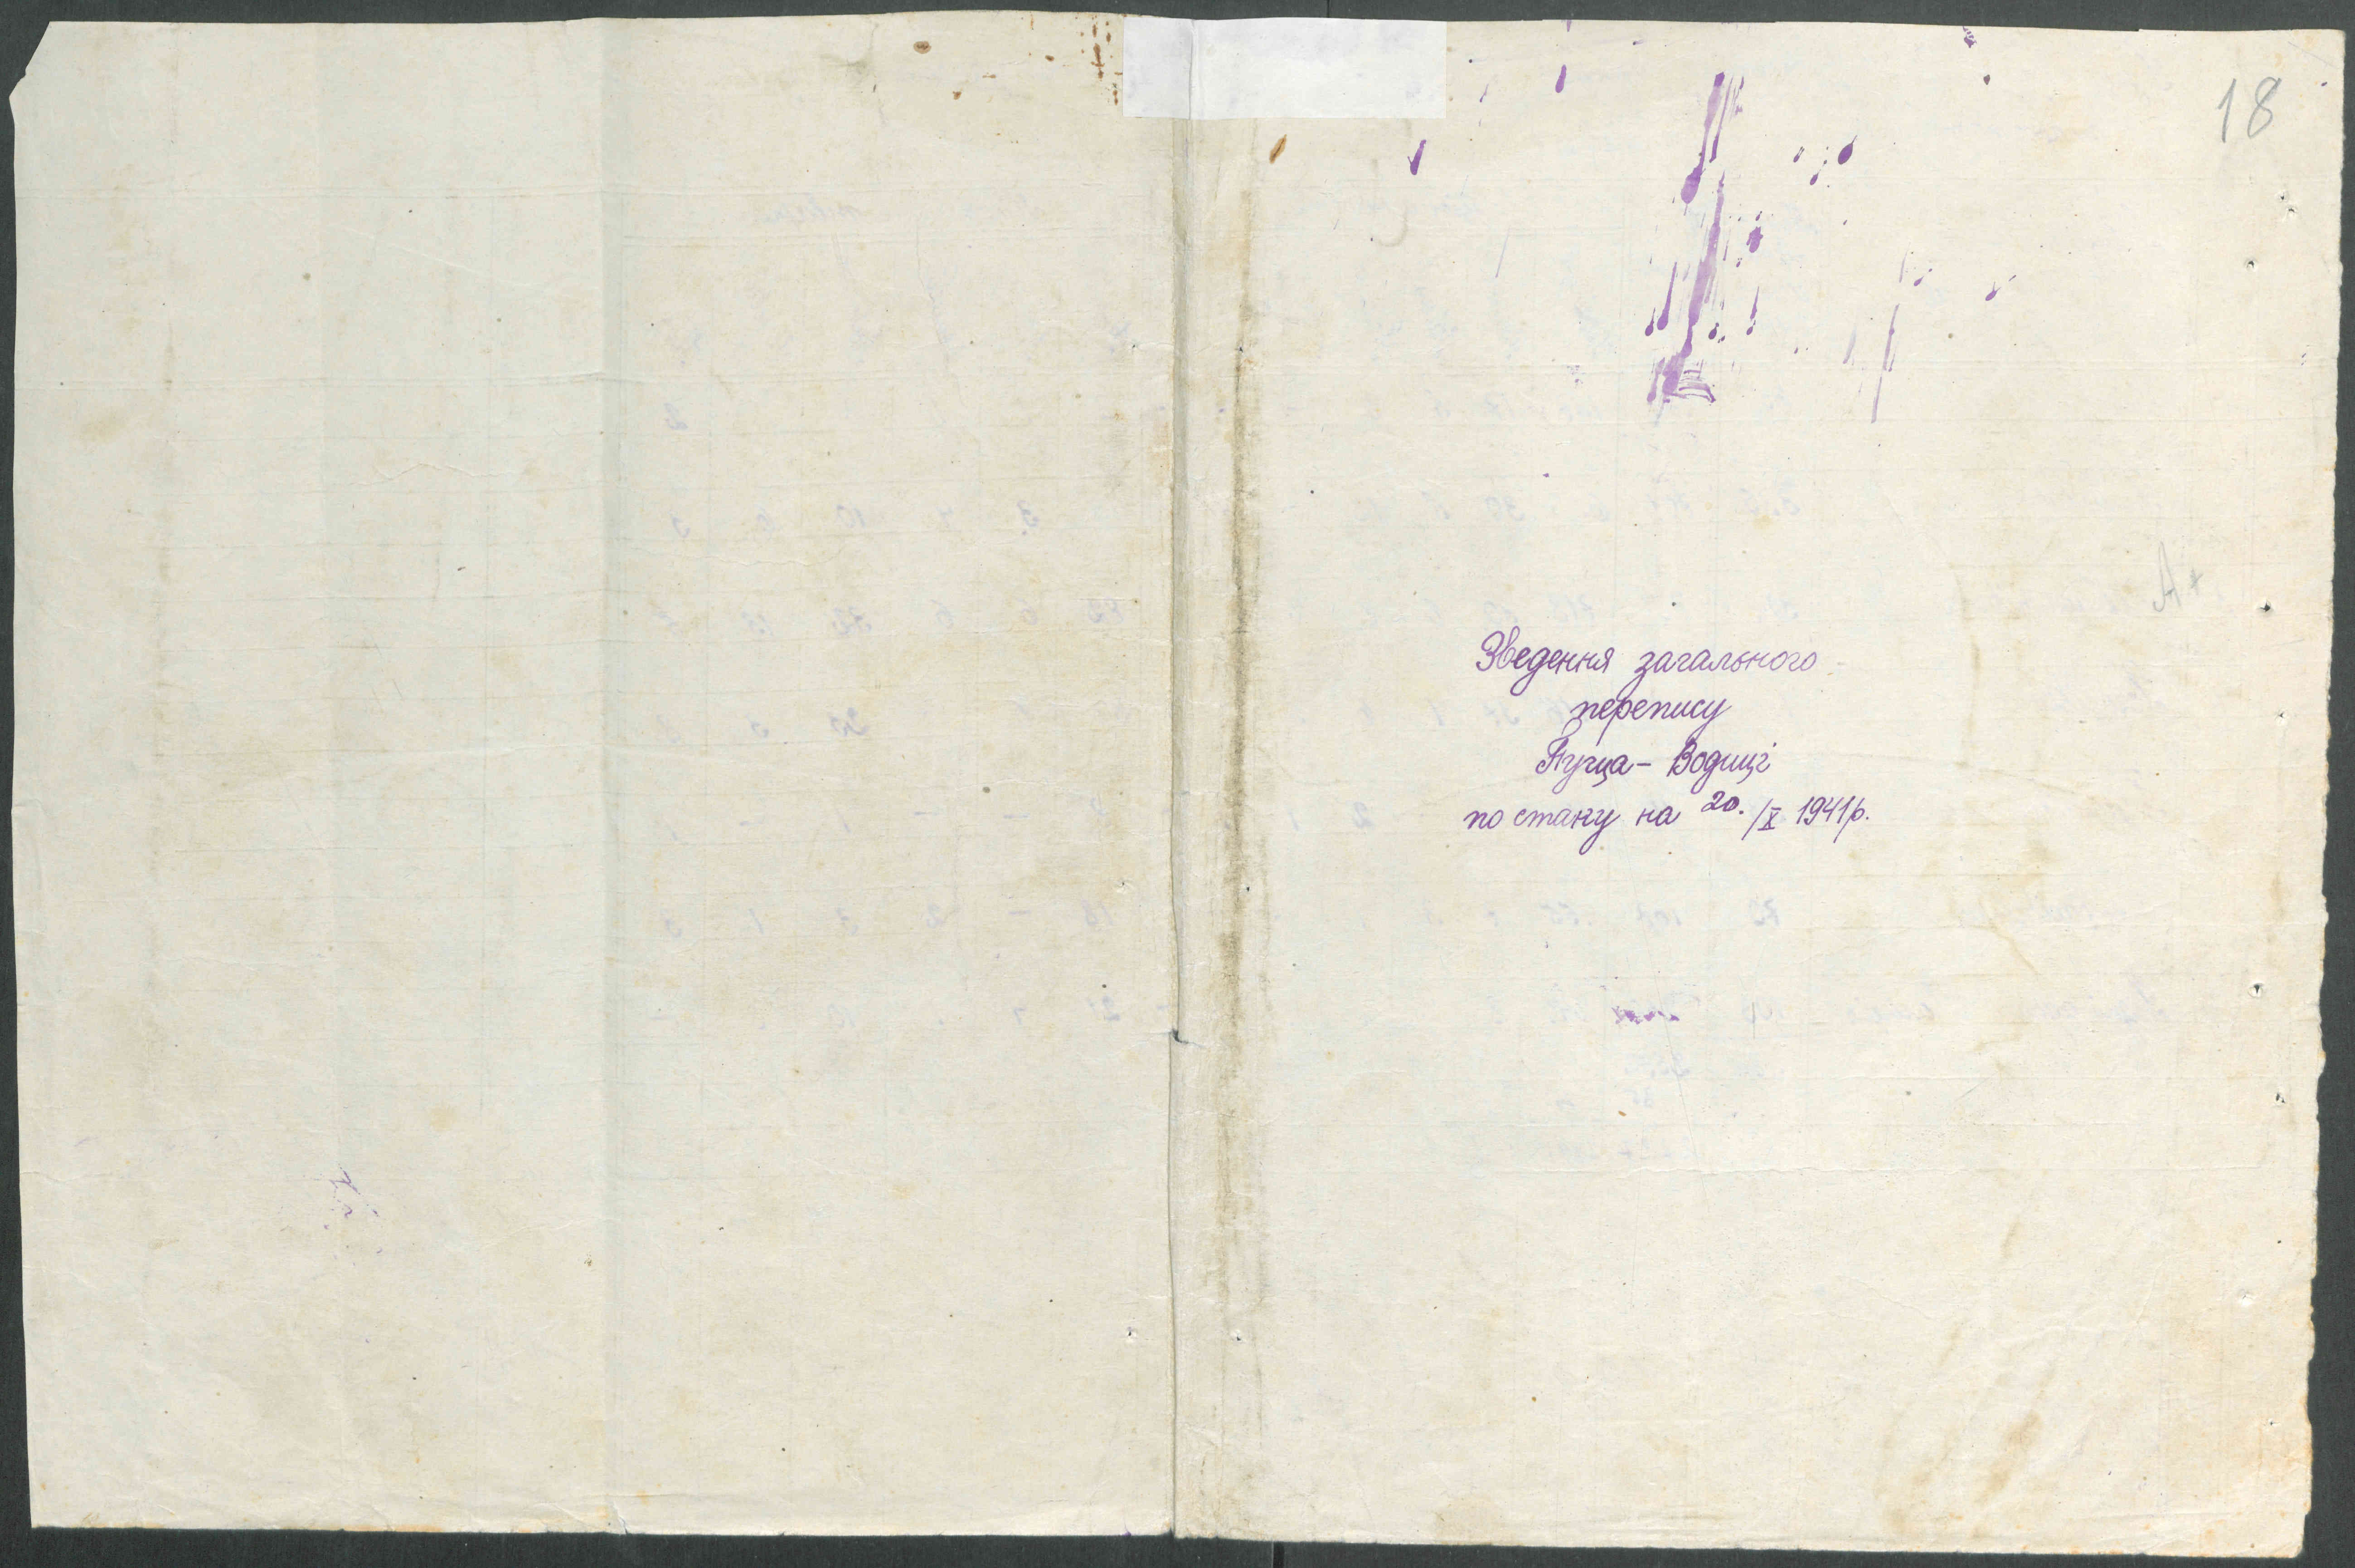 18
А+
Зведення загального
перепису
Пуща-Водиці
по стану на 20./X 1941р.